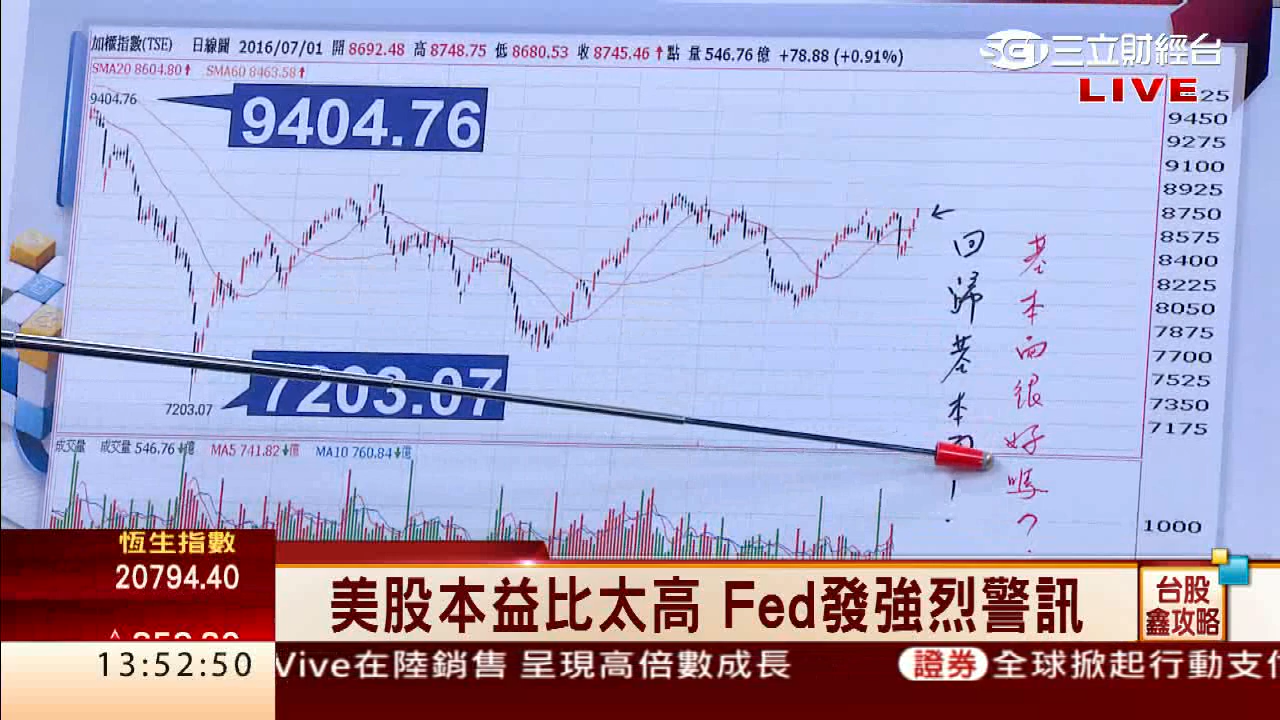 加權指數(TSE) 日線圖 2016/07/01 開 8692.48 高 8748.75 低 8680.53 收 8745.46↑點 量 546.76 億 +78.88 (+0.91%)
SMA20 8604.80↑ SMA60 8463.58↑
三立財經台
LIVE
9404.76
9404.76
9450
9275
9100
8925
8750
8575
8400
8225
8050
7875
7700
7525
7350
7175
回歸基本面!
基本面很好嗎?
7203.07
7203.07
成交量 成交量 546.76↓億 MA5 741.82↓億 MA10 760.84↓億
1000
恆生指數
20794.40
美股本益比太高 Fed發強烈警訊
台股
鑫攻略
13:52:50
Vive在陸銷售 呈現高倍數成長
證券 全球掀起行動支付